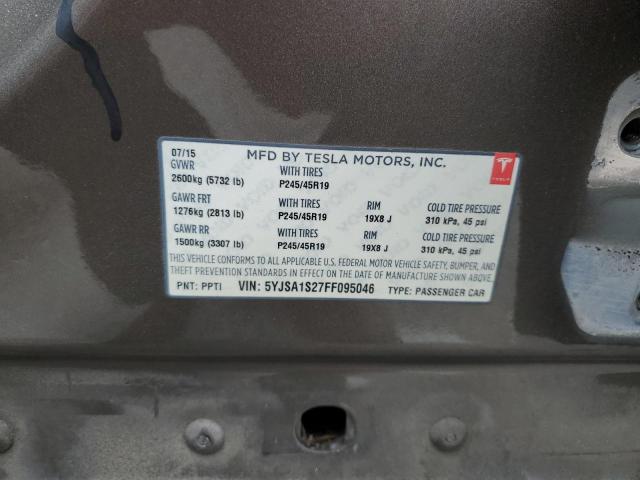 07/15 MFD BY TESLA MOTORS, INC.
GVWR WITH TIRES
2600kg (5732 lb) P245/45R19
GAWR FRT WITH TIRES RIM COLD TIRE PRESSURE
1276kg (2813 lb) P245/45R19 19X8 J 310 kPa, 45 psi
GAWR RR WITH TIRES RIM COLD TIRE PRESSURE
1500kg (3307 lb) P245/45R19 19X8 J 310 kPa, 45 psi
THIS VEHICLE CONFORMS TO ALL APPLICABLE U.S. FEDERAL MOTOR VEHICLE SAFETY, BUMPER, AND
THEFT PREVENTION STANDARDS IN EFFECT ON THE DATE OF MANUFACTURE SHOWN ABOVE.
PNT: PPTI VIN: 5YJSA1S27FF095046 TYPE: PASSENGER CAR
TESLA